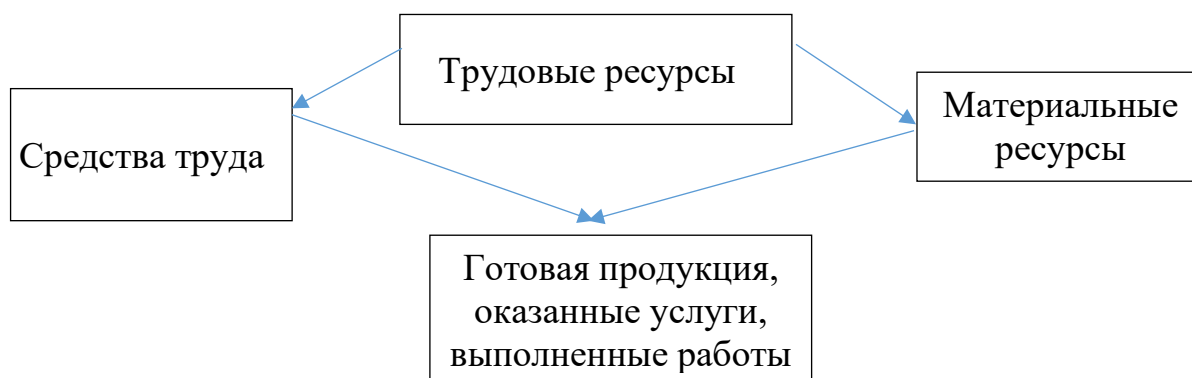 Трудовые ресурсы
Средства труда
Материальные
ресурсы
Готовая продукция,
оказанные услуги,
выполненные работы